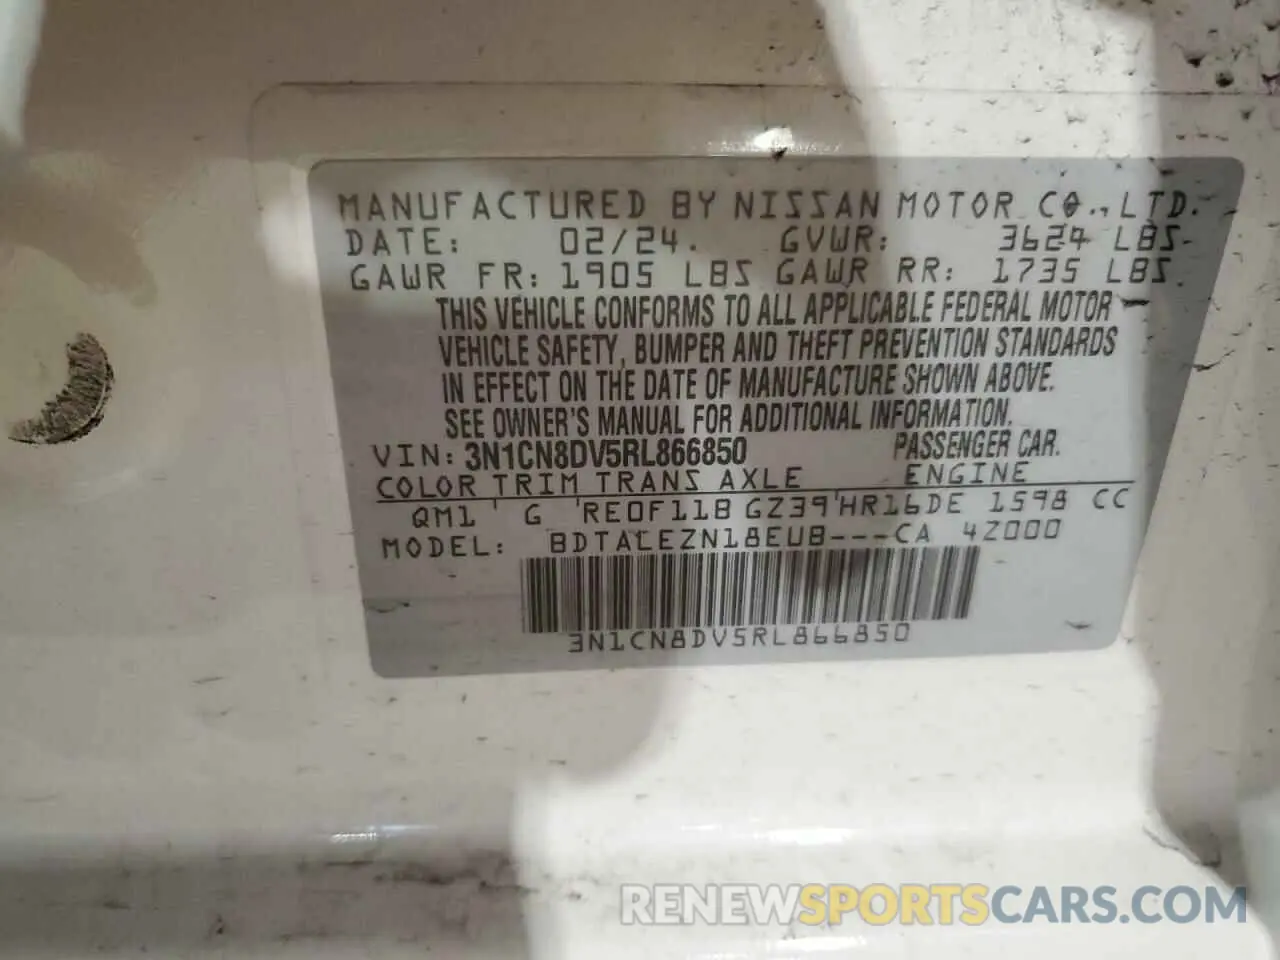 MANUFACTURED BY NISSAN MOTOR CO., LTD.
DATE: 02/24. GVWR: 3624 LBS
GAWR FR: 1905 LBS GAWR RR: 1735 LBS
THIS VEHICLE CONFORMS TO ALL APPLICABLE FEDERAL MOTOR
VEHICLE SAFETY, BUMPER AND THEFT PREVENTION STANDARDS
IN EFFECT ON THE DATE OF MANUFACTURE SHOWN ABOVE.
SEE OWNER'S MANUAL FOR ADDITIONAL INFORMATION.
VIN: 3N1CN8DV5RL866850 PASSENGER CAR.
COLOR TRIM TRANS AXLE ENGINE
QM1 G RE0F11B GZ39 HR16DE 1598 CC
MODEL: BDTALEZN18EUB---CA 4Z000
3N1CN8DV5RL866850
RENEWSPORTSCARS.COM